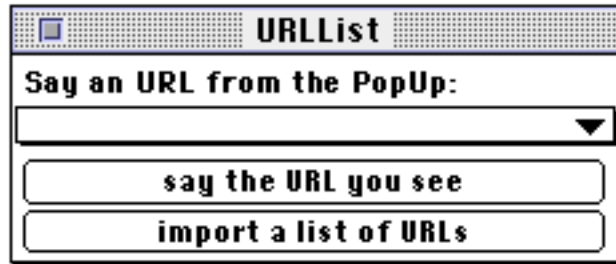 URLList
Say an URL from the PopUp:
say the URL you see
import a list of URLs